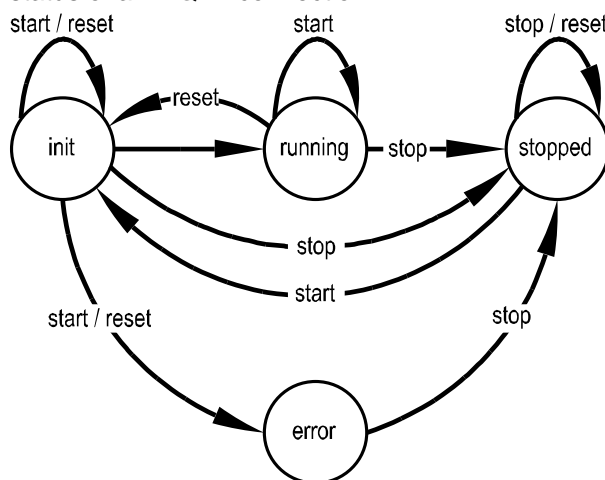 start / reset
start
stop / reset
reset
init
running
stop
stopped
stop
start
start / reset
stop
error